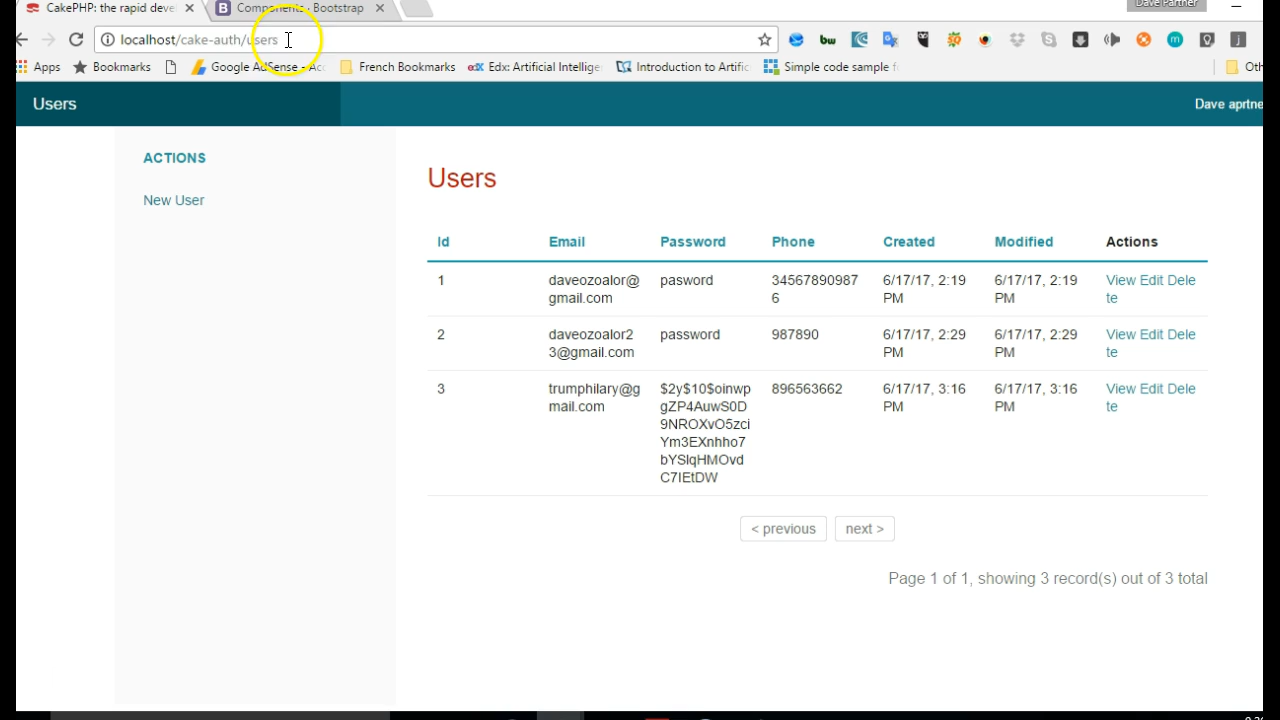 CakePHP: the rapid deve
Components · Bootstrap
Dave Partner
localhost/cake-auth/users
Apps
Bookmarks
Google AdSense - Acc
French Bookmarks
Edx: Artificial Intellige
Introduction to Artific
Simple code sample f
Oth
Users
Dave aprtne
ACTIONS
New User
Users
Id Email Password Phone Created Modified Actions
1 daveozoalor@ pasword 34567890987 6/17/17, 2:19 6/17/17, 2:19 View Edit Dele
gmail.com 6 PM PM te
2 daveozoalor2 password 987890 6/17/17, 2:29 6/17/17, 2:29 View Edit Dele
3@gmail.com PM PM te
3 trumphilary@g $2y$10$oinwp 896563662 6/17/17, 3:16 6/17/17, 3:16 View Edit Dele
mail.com gZP4AuwS0D PM PM te
9NROXvO5zci
Ym3EXnhho7
bYSlqHMOvd
C7IEtDW
< previous next >
Page 1 of 1, showing 3 record(s) out of 3 total